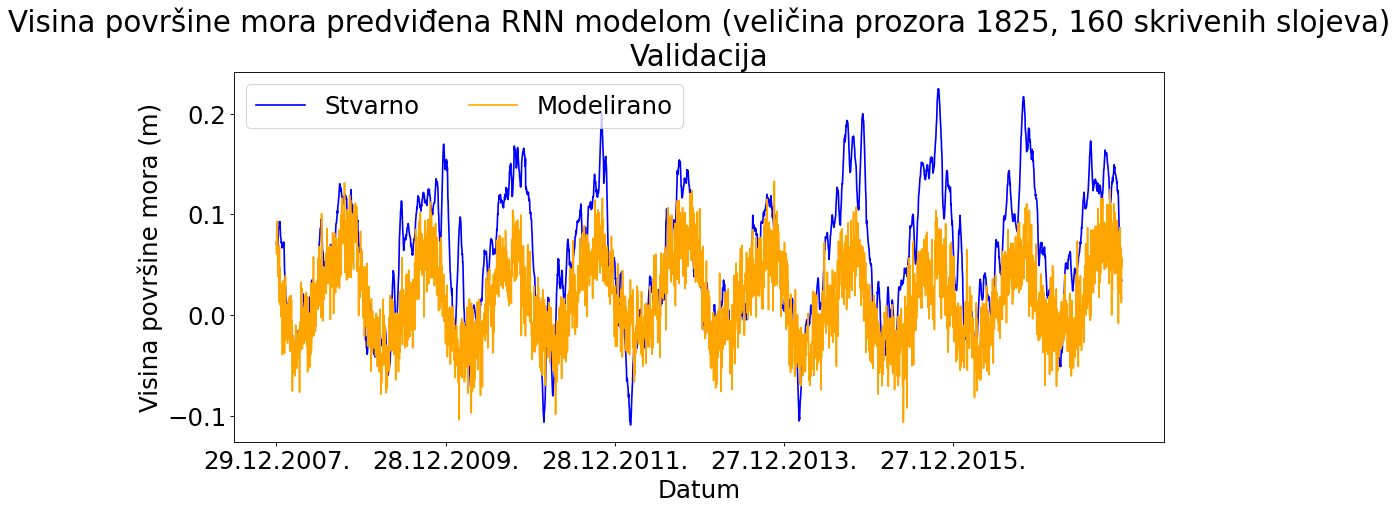 Visina površine mora predviđena RNN modelom (veličina prozora 1825, 160 skrivenih slojeva)
Validacija
Stvarno
Modelirano
Visina površine mora (m)
0.2
0.1
0.0
−0.1
29.12.2007.
28.12.2009.
28.12.2011.
27.12.2013.
27.12.2015.
Datum